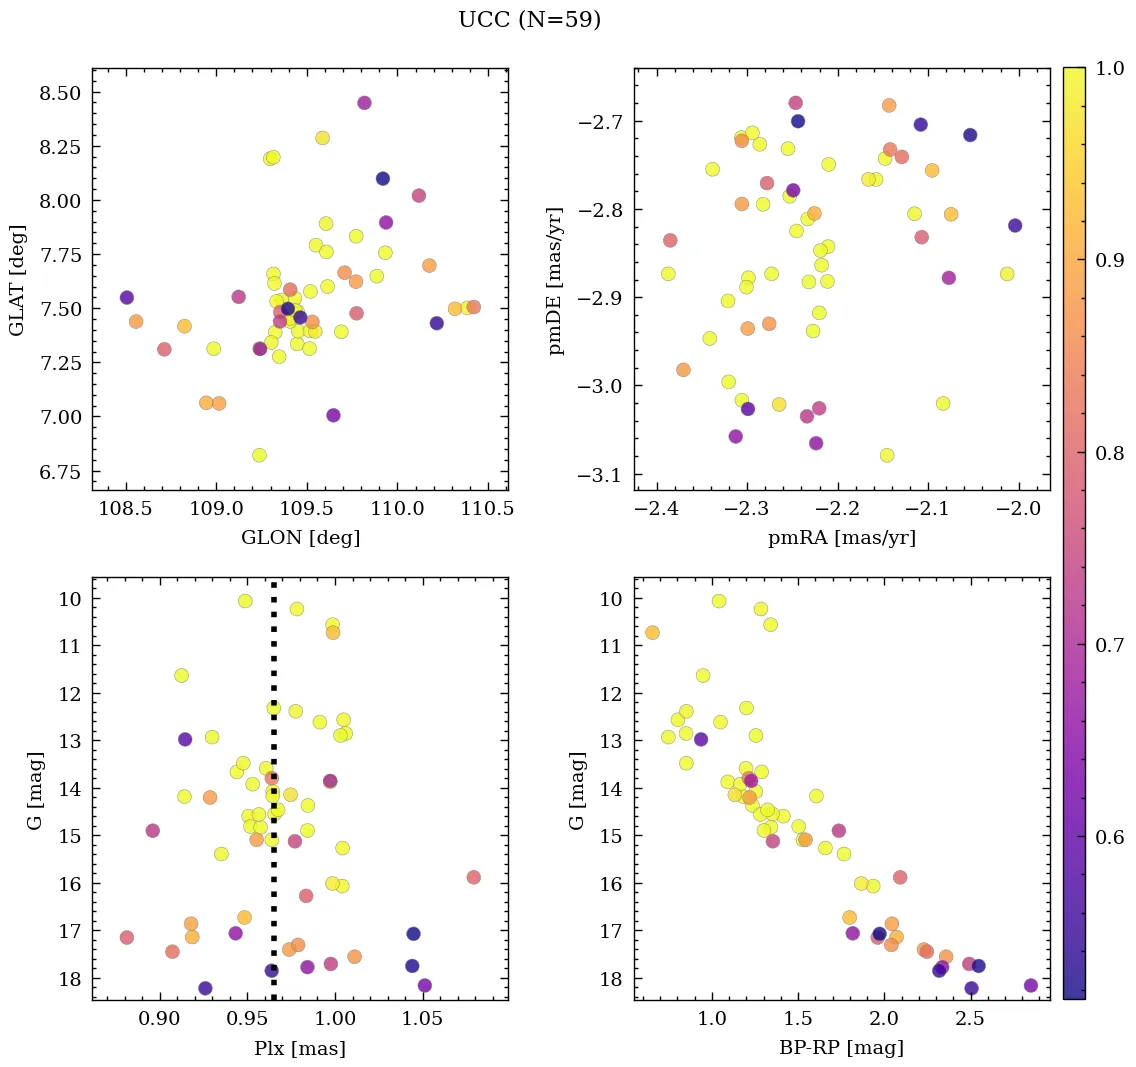 UCC (N=59)
8.50
8.25
8.00
7.75
7.50
7.25
7.00
6.75
GLAT [deg]
108.5 109.0 109.5 110.0 110.5
GLON [deg]
−2.7
−2.8
−2.9
−3.0
−3.1
pmDE [mas/yr]
−2.4 −2.3 −2.2 −2.1 −2.0
pmRA [mas/yr]
10
11
12
13
14
15
16
17
18
G [mag]
0.90 0.95 1.00 1.05
Plx [mas]
10
11
12
13
14
15
16
17
18
G [mag]
1.0 1.5 2.0 2.5
BP-RP [mag]
1.0
0.9
0.8
0.7
0.6